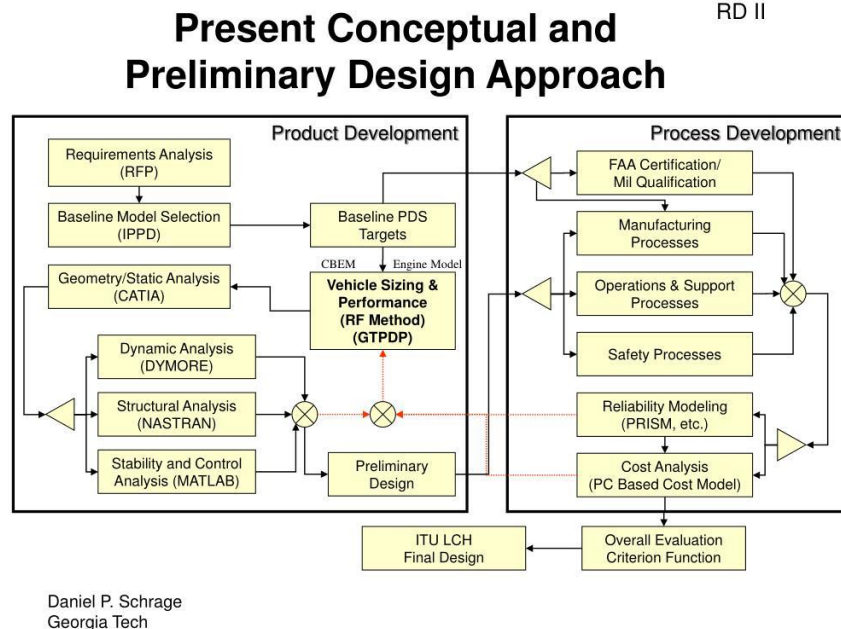 RD II
Present Conceptual and
Preliminary Design Approach
Product Development
Requirements Analysis
(RFP)
Baseline Model Selection
(IPPD)
Baseline PDS
Targets
CBEM
Engine Model
Geometry/Static Analysis
(CATIA)
Vehicle Sizing &
Performance
(RF Method)
(GTPDP)
Dynamic Analysis
(DYMORE)
Structural Analysis
(NASTRAN)
Stability and Control
Analysis (MATLAB)
Preliminary
Design
Process Development
FAA Certification/
Mil Qualification
Manufacturing
Processes
Operations & Support
Processes
Safety Processes
Reliability Modeling
(PRISM, etc.)
Cost Analysis
(PC Based Cost Model)
Overall Evaluation
Criterion Function
ITU LCH
Final Design
Daniel P. Schrage
Georgia Tech